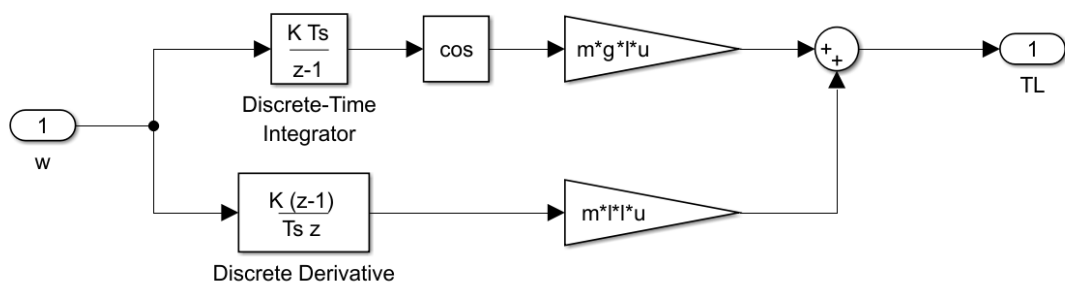 K Ts
z-1
Discrete-Time
Integrator
cos
m*g*l*u
+
+
1
TL
1
w
K (z-1)
Ts z
Discrete Derivative
m*l*l*u